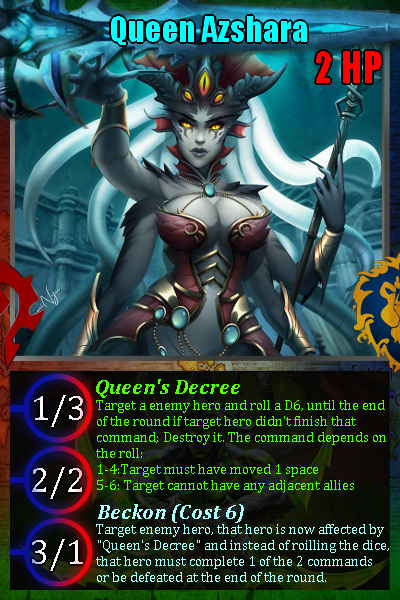 Queen Azshara
2 HP
1/3
2/2
3/1
Queen's Decree
Target a enemy hero and roll a D6, until the end
of the round if target hero didn't finish that
command; Destroy it. The command depends on
the roll:
1-4:Target must have moved 1 space
5-6: Target cannot have any adjacent allies
Beckon (Cost 6)
Target enemy hero, that hero is now affected by
"Queen's Decree" and instead of roilling the dice,
that hero must complete 1 of the 2 commands
or be defeated at the end of the round.